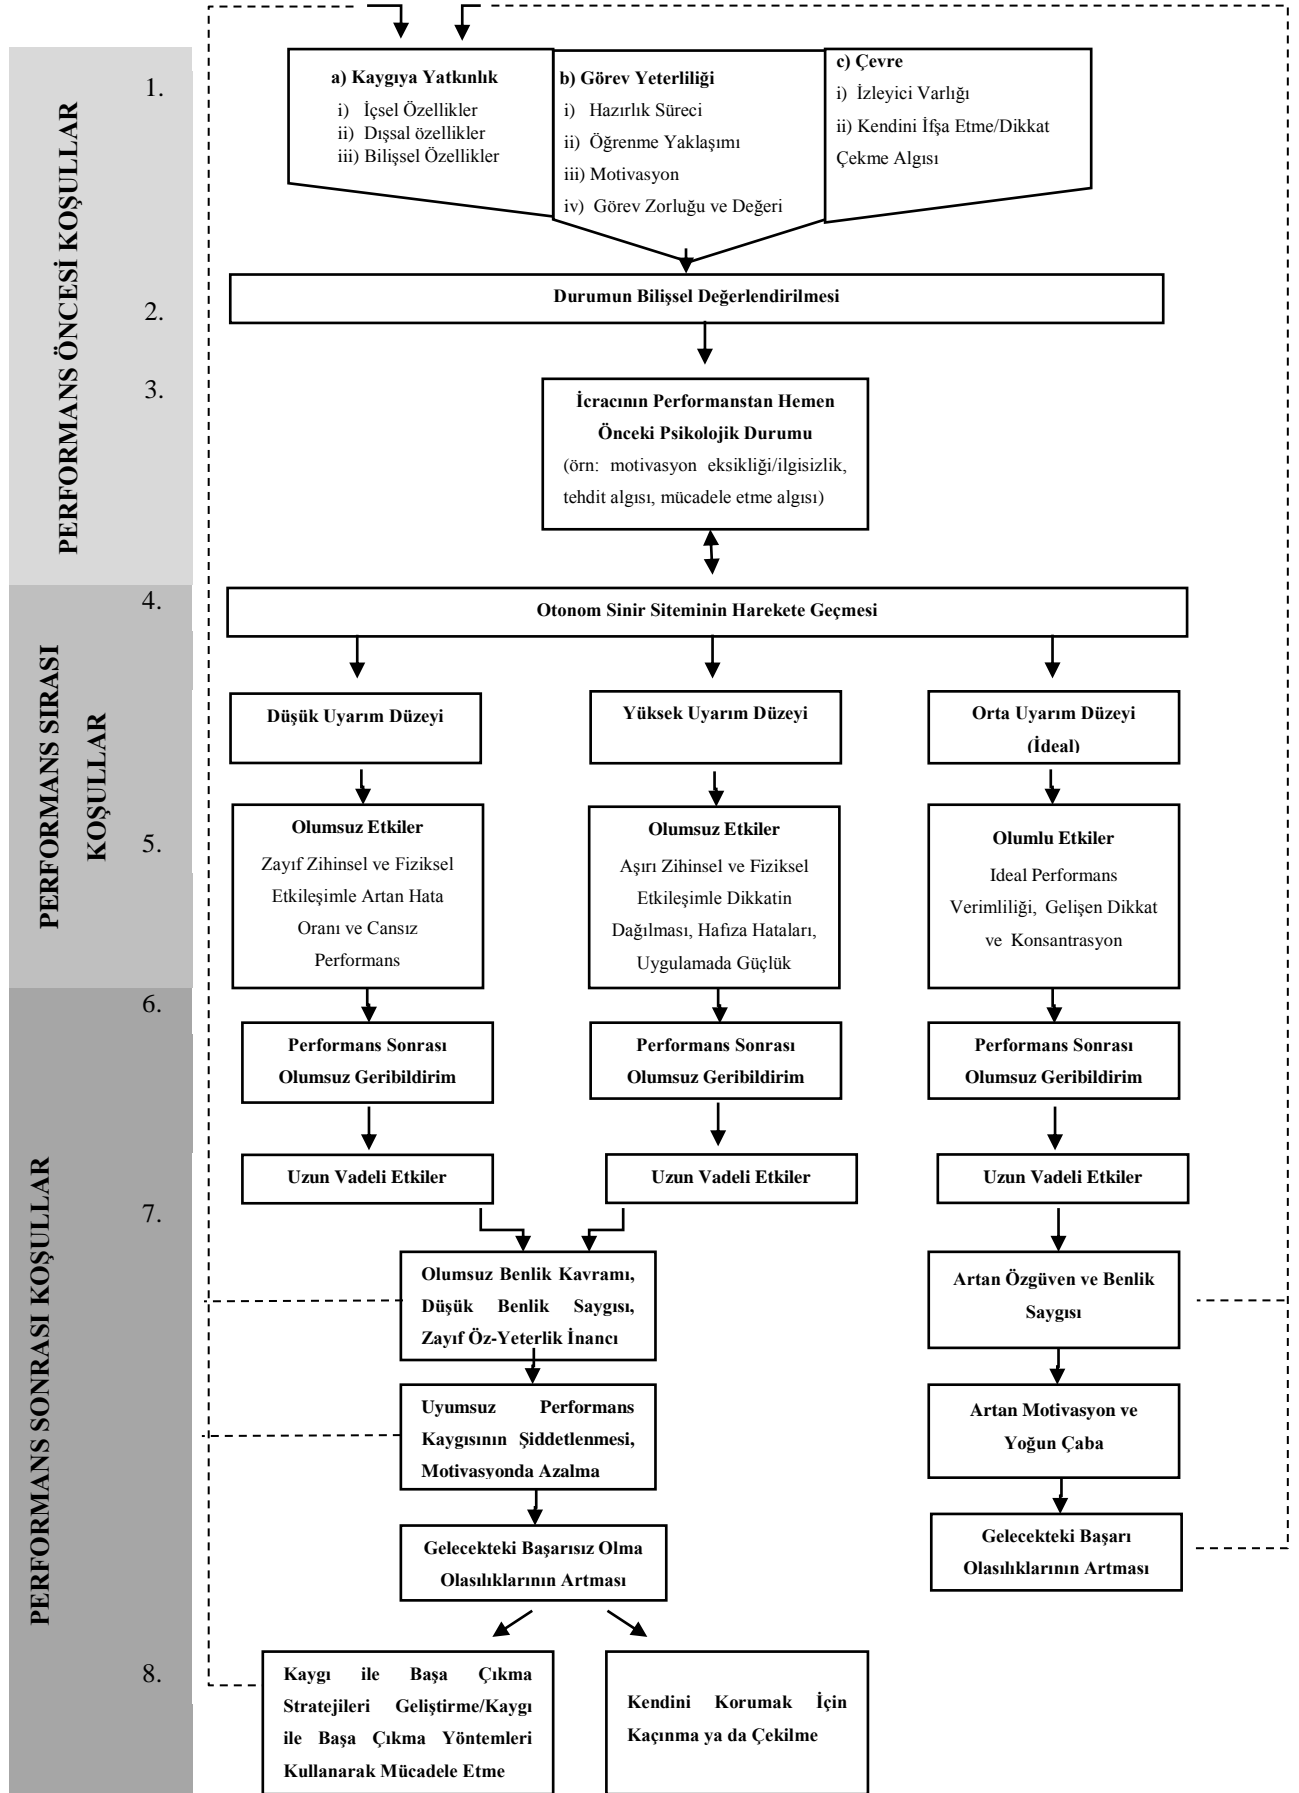 PERFORMANS ÖNCESİ KOŞULLAR
1.
a) Kaygıya Yatkınlık
i) İçsel Özellikler
ii) Dışsal özellikler
iii) Bilişsel Özellikler
b) Görev Yeterliliği
i) Hazırlık Süreci
ii) Öğrenme Yaklaşımı
iii) Motivasyon
iv) Görev Zorluğu ve Değeri
c) Çevre
i) İzleyici Varlığı
ii) Kendini İfşa Etme/Dikkat
Çekme Algısı
2.
Durumun Bilişsel Değerlendirilmesi
3.
İcracının Performanstan Hemen
Önceki Psikolojik Durumu
(örn: motivasyon eksikliği/ilgisizlik,
tehdit algısı, mücadele etme algısı)
PERFORMANS SIRASI
KOŞULLAR
4.
Otonom Sinir Siteminin Harekete Geçmesi
Düşük Uyarım Düzeyi
Yüksek Uyarım Düzeyi
Orta Uyarım Düzeyi
(İdeal)
5.
Olumsuz Etkiler
Zayıf Zihinsel ve Fiziksel
Etkileşimle Artan Hata
Oranı ve Cansız
Performans
Olumsuz Etkiler
Aşırı Zihinsel ve Fiziksel
Etkileşimle Dikkatin
Dağılması, Hafıza Hataları,
Uygulamada Güçlük
Olumlu Etkiler
Ideal Performans
Verimliliği, Gelişen Dikkat
ve Konsantrasyon
PERFORMANS SONRASI KOŞULLAR
6.
Performans Sonrası
Olumsuz Geribildirim
Performans Sonrası
Olumsuz Geribildirim
Performans Sonrası
Olumsuz Geribildirim
Uzun Vadeli Etkiler
Uzun Vadeli Etkiler
Uzun Vadeli Etkiler
7.
Olumsuz Benlik Kavramı,
Düşük Benlik Saygısı,
Zayıf Öz-Yeterlik İnancı
Artan Özgüven ve Benlik
Saygısı
Uyumsuz Performans
Kaygısının Şiddetlenmesi,
Motivasyonda Azalma
Artan Motivasyon ve
Yoğun Çaba
Gelecekteki Başarısız Olma
Olasılıklarının Artması
Gelecekteki Başarı
Olasılıklarının Artması
8.
Kaygı ile Başa Çıkma
Stratejileri Geliştirme/Kaygı
ile Başa Çıkma Yöntemleri
Kullanarak Mücadele Etme
Kendini Korumak İçin
Kaçınma ya da Çekilme